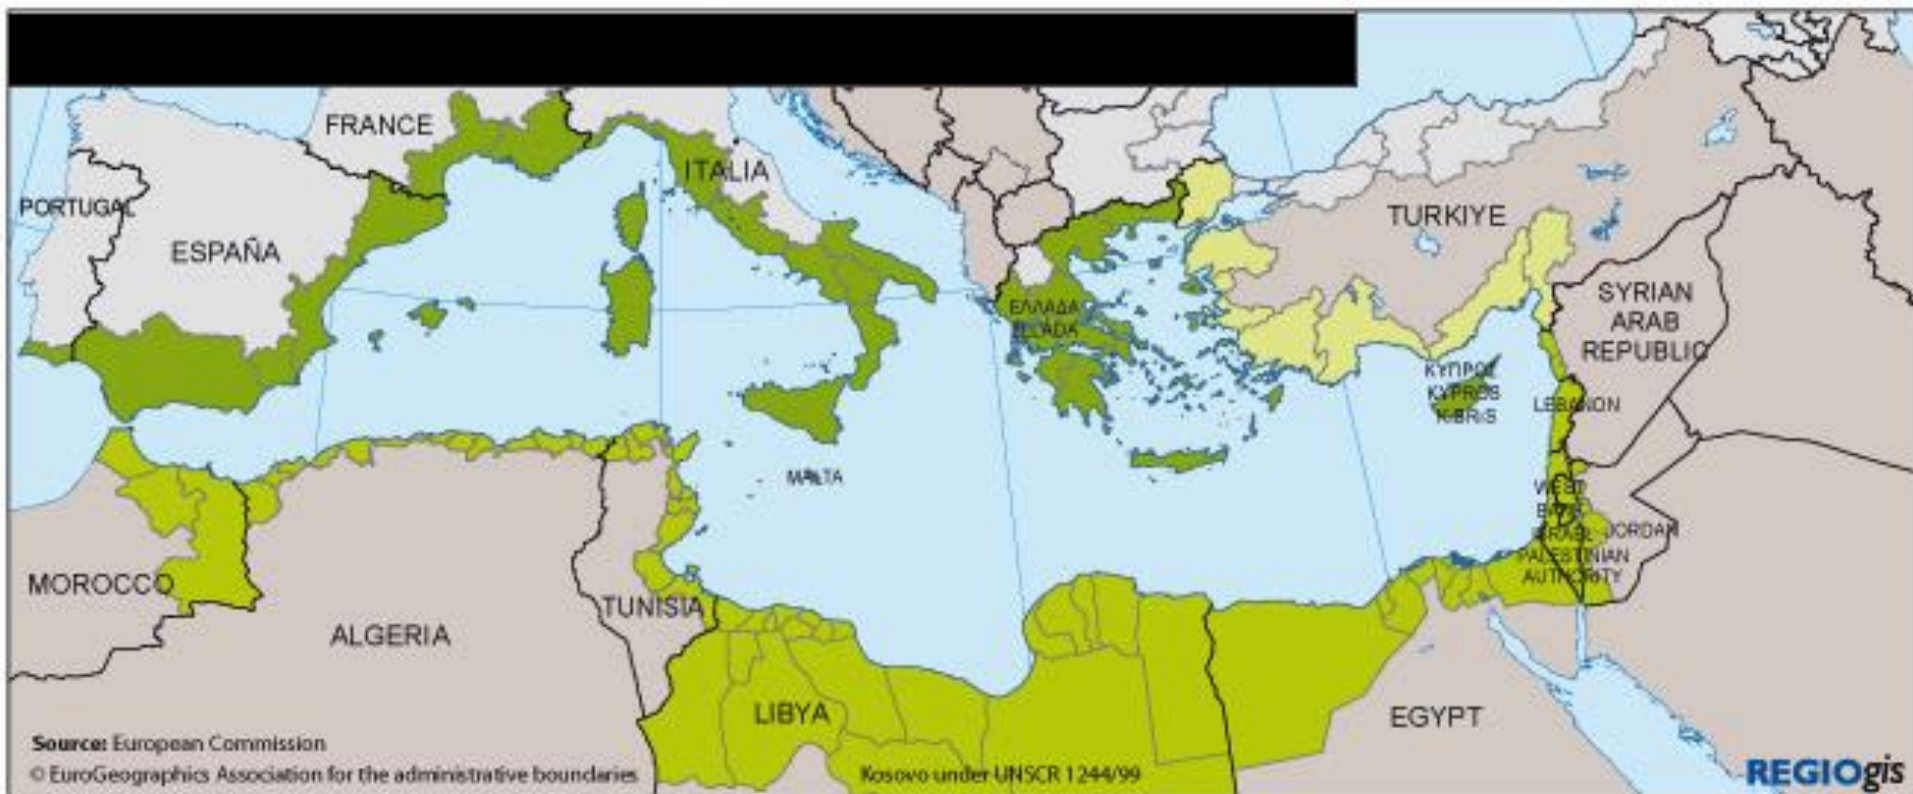 FRANCE
ITALIA
PORTUGAL
TURKIYE
ESPAÑA
SYRIAN
ARAB
REPUBLIC
ΕΛΛΑΔΑ
ELLADA
ΚΥΠΡΟΣ
KYPROS
KIBRIS
LEBANON
MALTA
WEST
BANK
ISRAEL
JORDAN
PALESTINIAN
AUTHORITY
MOROCCO
TUNISIA
ALGERIA
LIBYA
EGYPT
Source: European Commission
© EuroGeographics Association for the administrative boundaries
Kosovo under UNSCR 1244/99
REGIOgis